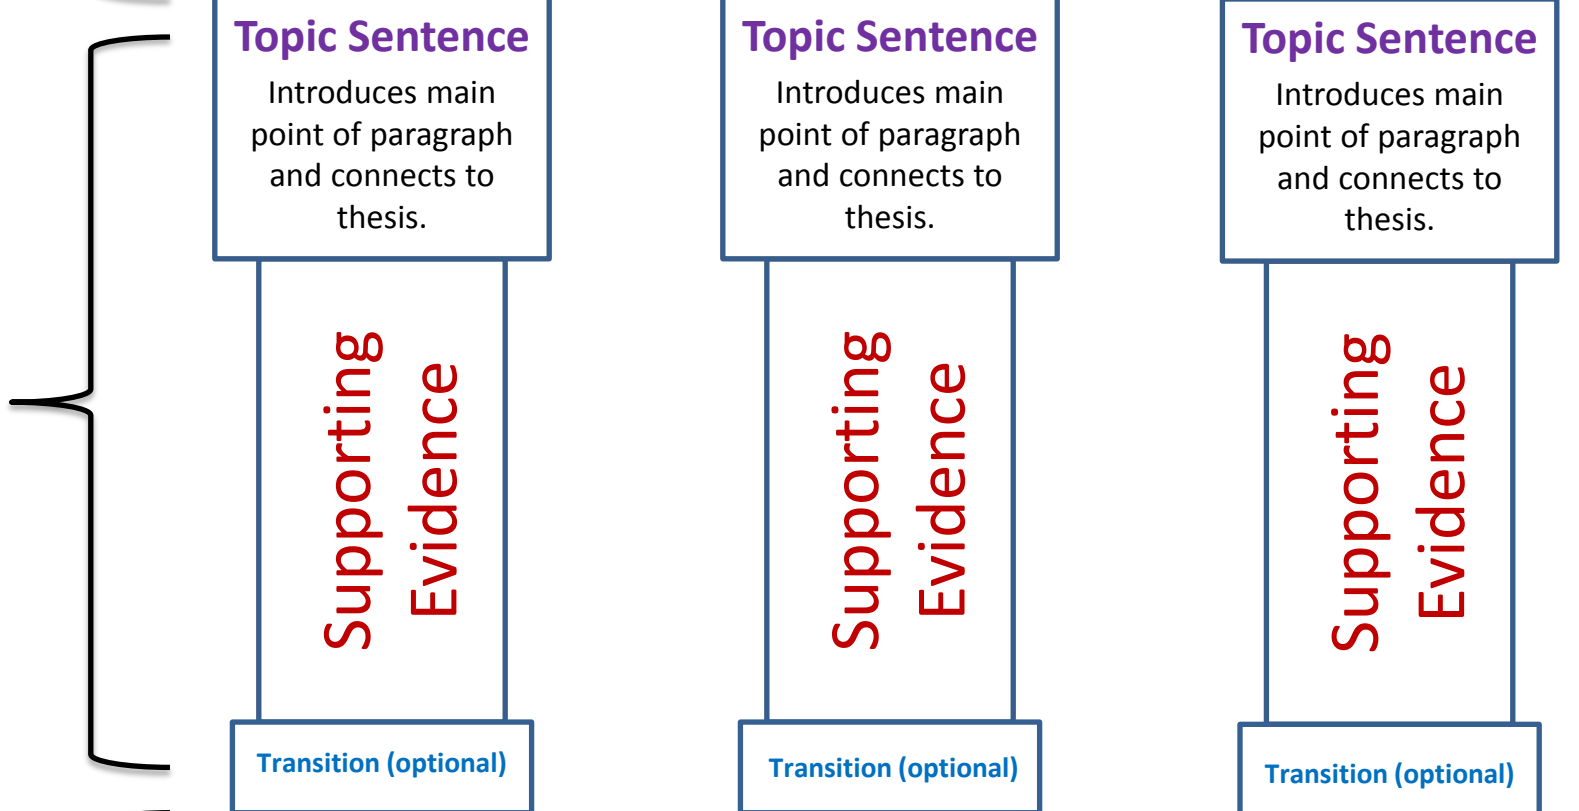 Topic Sentence
Introduces main
point of paragraph
and connects to
thesis.
Supporting
Evidence
Transition (optional)
Topic Sentence
Introduces main
point of paragraph
and connects to
thesis.
Supporting
Evidence
Transition (optional)
Topic Sentence
Introduces main
point of paragraph
and connects to
thesis.
Supporting
Evidence
Transition (optional)